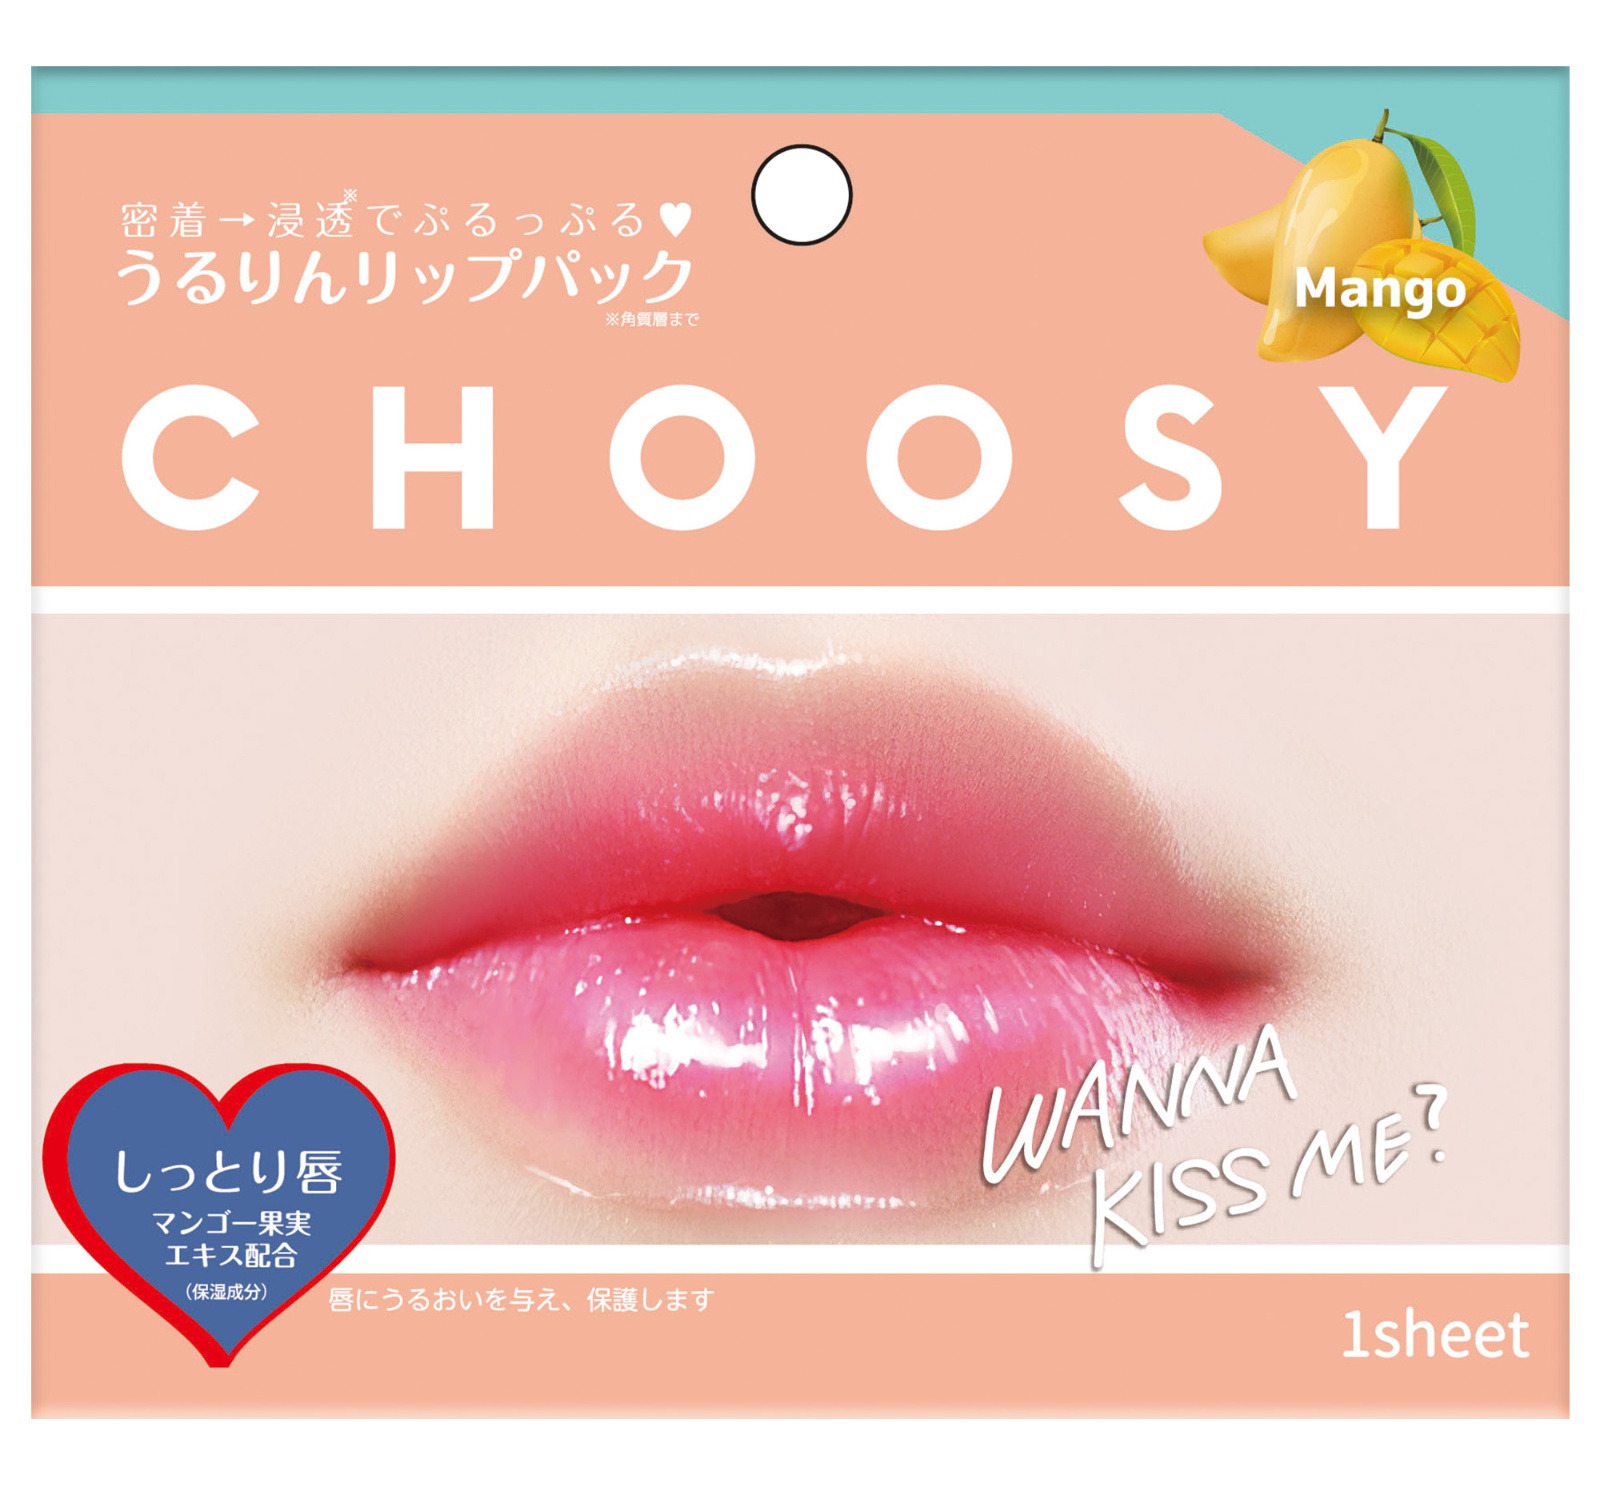 密着→浸透※でぷるっぷる♥
うるりんリップパック
※角質層まで
Mango
CHOOSY
WANNA
KISS ME?
しっとり唇
マンゴー果実
エキス配合
(保湿成分)
唇にうるおいを与え、保護します
1sheet